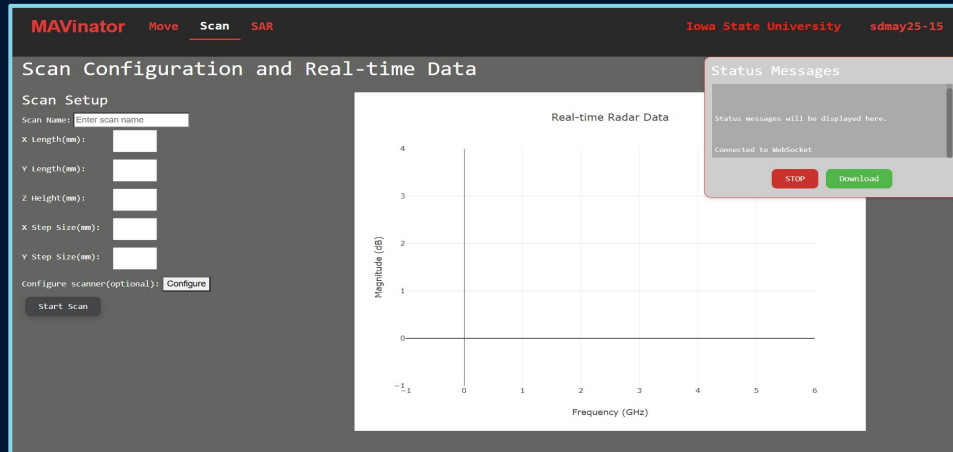 MAVinator Move Scan SAR Iowa State University sdmay25-15
Scan Configuration and Real-time Data
Status Messages
Status messages will be displayed here.
Connected to WebSocket
STOP Download
Scan Setup
Scan Name: Enter scan name
X Length(mm):
Y Length(mm):
Z Height(mm):
X Step Size(mm):
Y Step Size(mm):
Configure scanner(optional): Configure
Start Scan
Real-time Radar Data
Magnitude (dB)
4
3
2
1
0
−1
−1 0 1 2 3 4 5 6
Frequency (GHz)